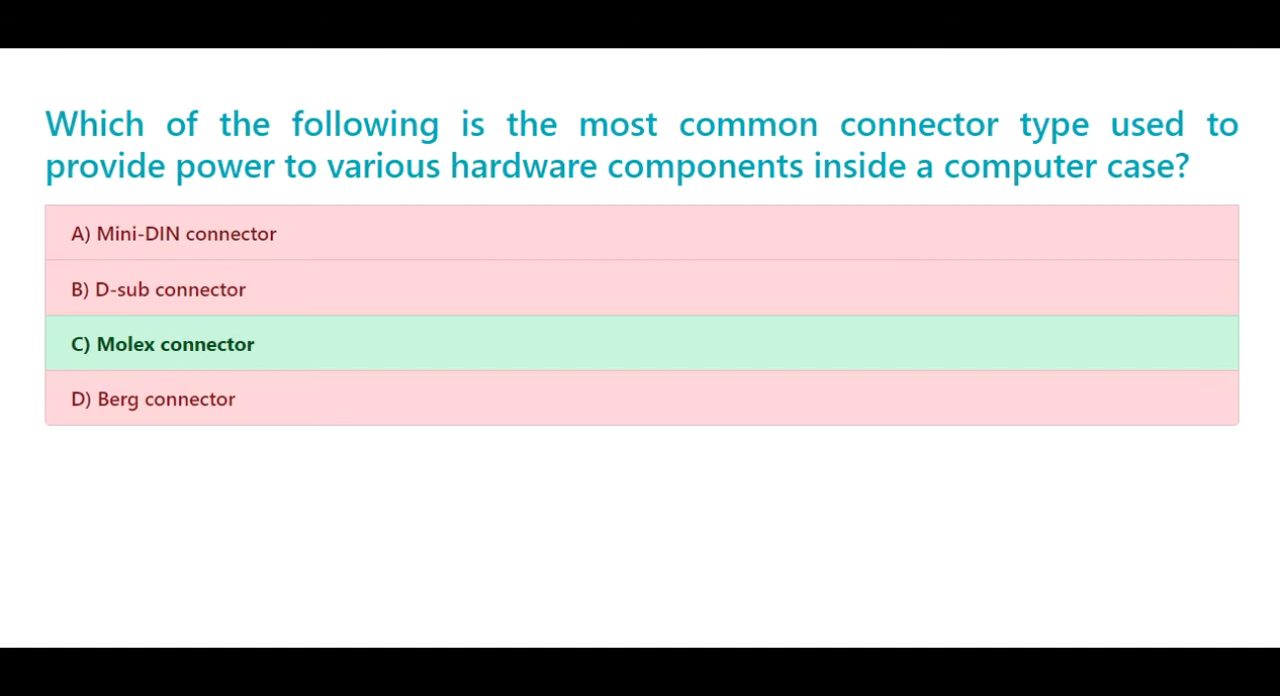 Which of the following is the most common connector type used to
provide power to various hardware components inside a computer case?
A) Mini-DIN connector
B) D-sub connector
C) Molex connector
D) Berg connector